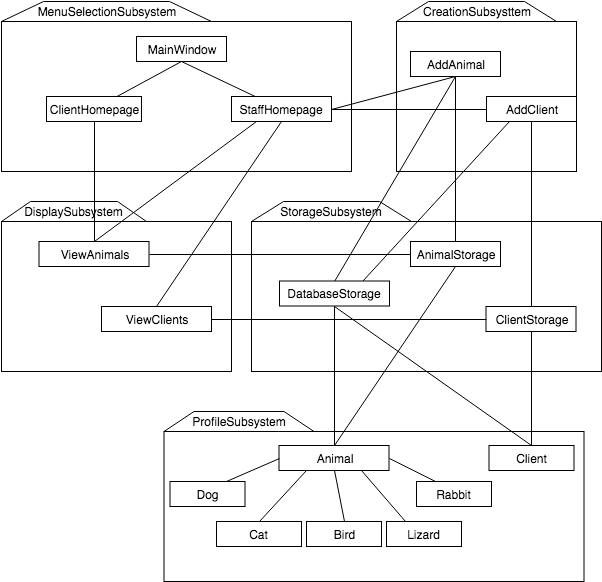 MenuSelectionSubsystem
CreationSubsysttem
MainWindow
AddAnimal
ClientHomepage
StaffHomepage
AddClient
DisplaySubsystem
StorageSubsystem
ViewAnimals
AnimalStorage
DatabaseStorage
ViewClients
ClientStorage
ProfileSubsystem
Animal
Client
Dog
Rabbit
Cat
Bird
Lizard